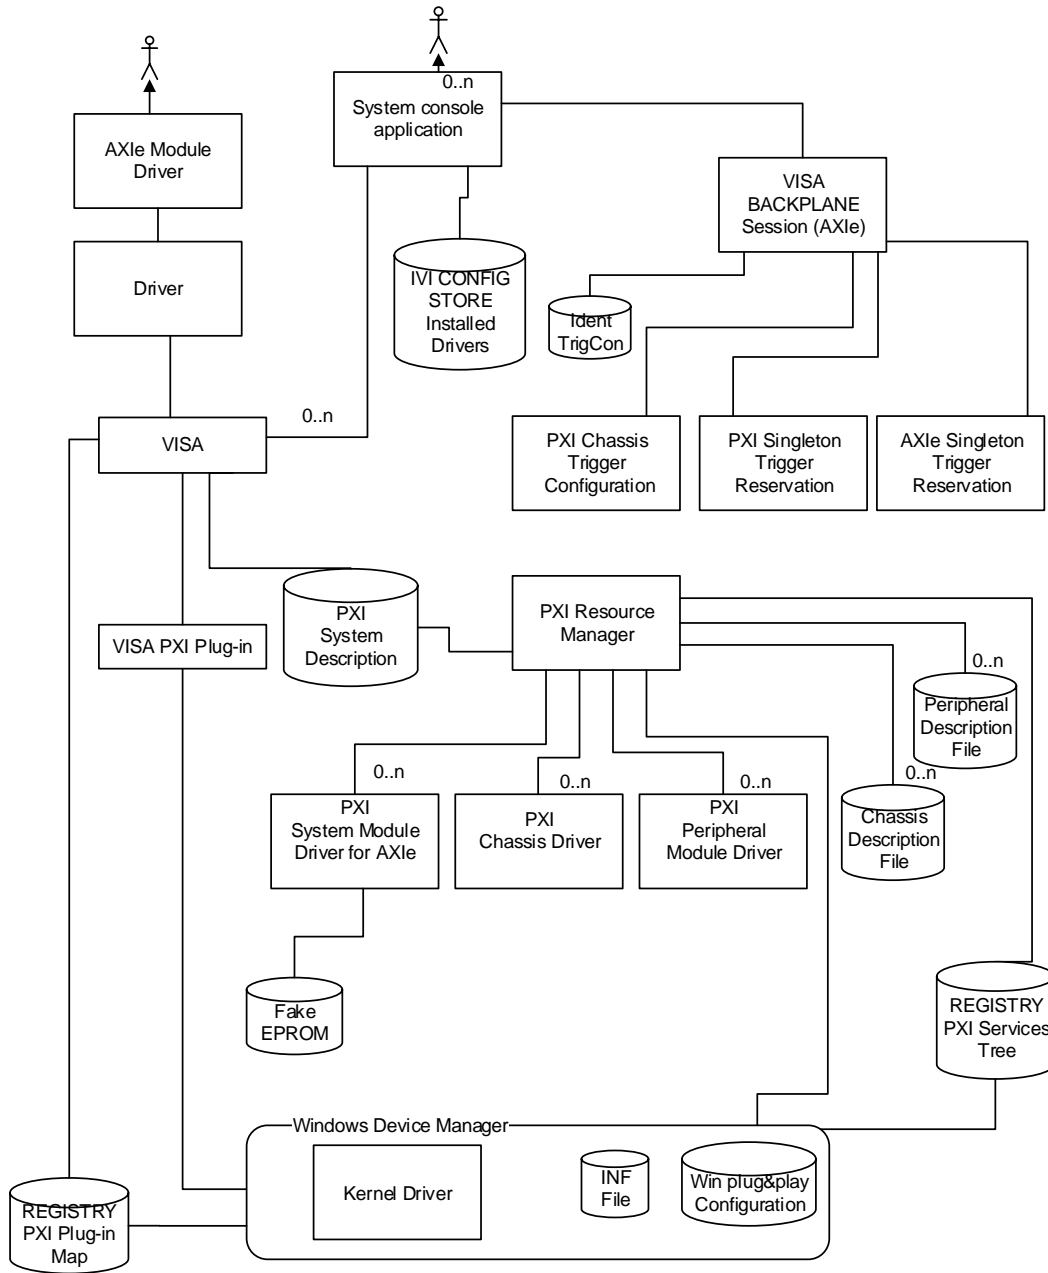 0..n
System console
application
AXIe Module
Driver
VISA
BACKPLANE
Session (AXIe)
Driver
IVI CONFIG
STORE
Installed
Drivers
Ident
TrigCon
0..n
VISA
PXI Chassis
Trigger
Configuration
PXI Singleton
Trigger
Reservation
AXIe Singleton
Trigger
Reservation
PXI
System
Description
PXI Resource
Manager
VISA PXI Plug-in
0..n
Peripheral
Description
File
0..n
0..n
0..n
0..n
PXI
System Module
Driver for AXIe
PXI
Chassis Driver
PXI
Peripheral
Module Driver
Chassis
Description
File
Fake
EPROM
REGISTRY
PXI Services
Tree
Windows Device Manager
Kernel Driver
INF
File
Win plug&play
Configuration
REGISTRY
PXI Plug-in
Map